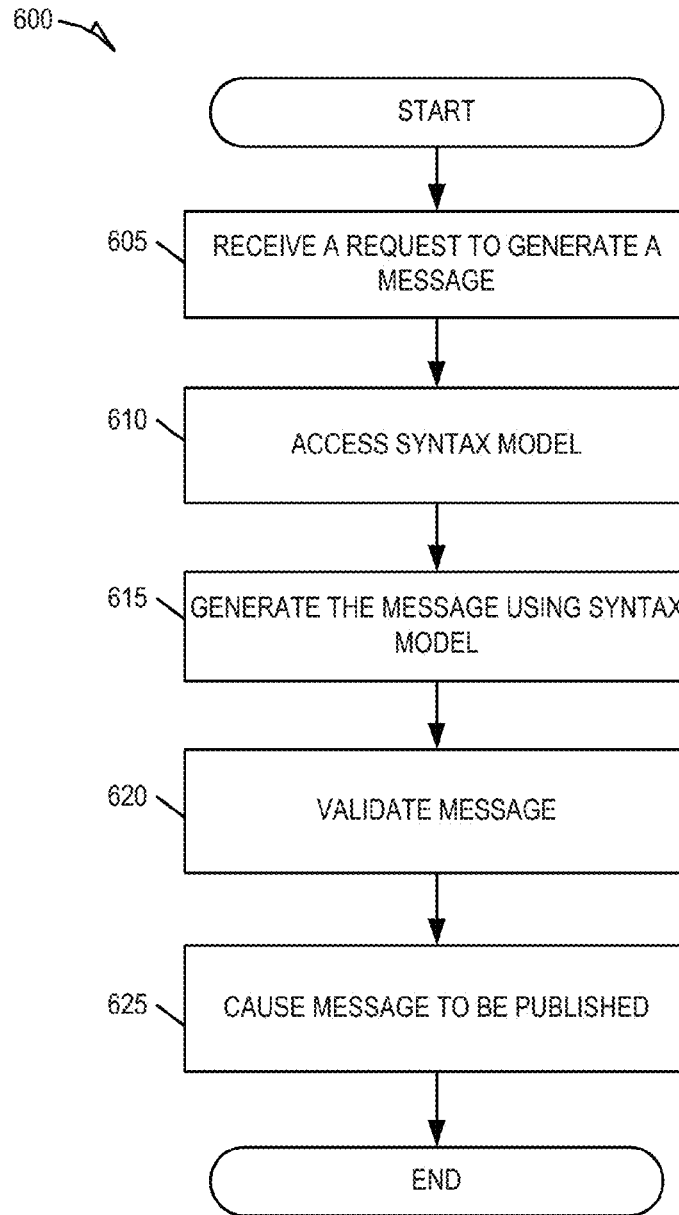 600
START
605
RECEIVE A REQUEST TO GENERATE A
MESSAGE
610
ACCESS SYNTAX MODEL
615
GENERATE THE MESSAGE USING SYNTAX
MODEL
620
VALIDATE MESSAGE
625
CAUSE MESSAGE TO BE PUBLISHED
END